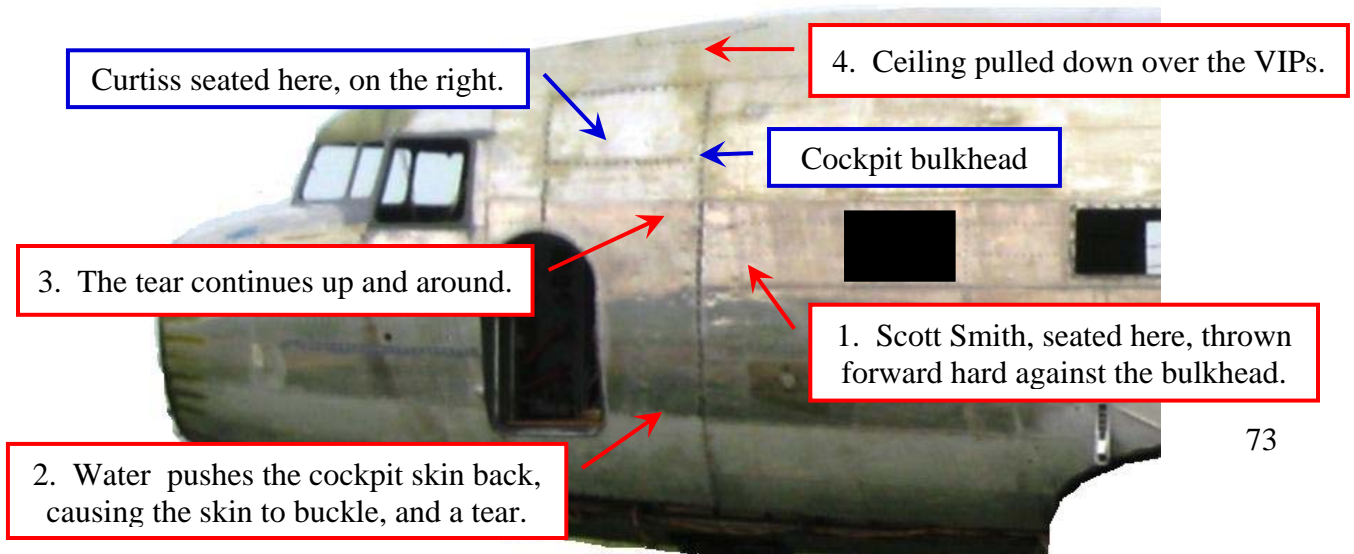 Curtiss seated here, on the right.
4.  Ceiling pulled down over the VIPs.
Cockpit bulkhead
3.  The tear continues up and around.
1.  Scott Smith, seated here, thrown
forward hard against the bulkhead.
2.  Water  pushes the cockpit skin back,
causing the skin to buckle, and a tear.
73